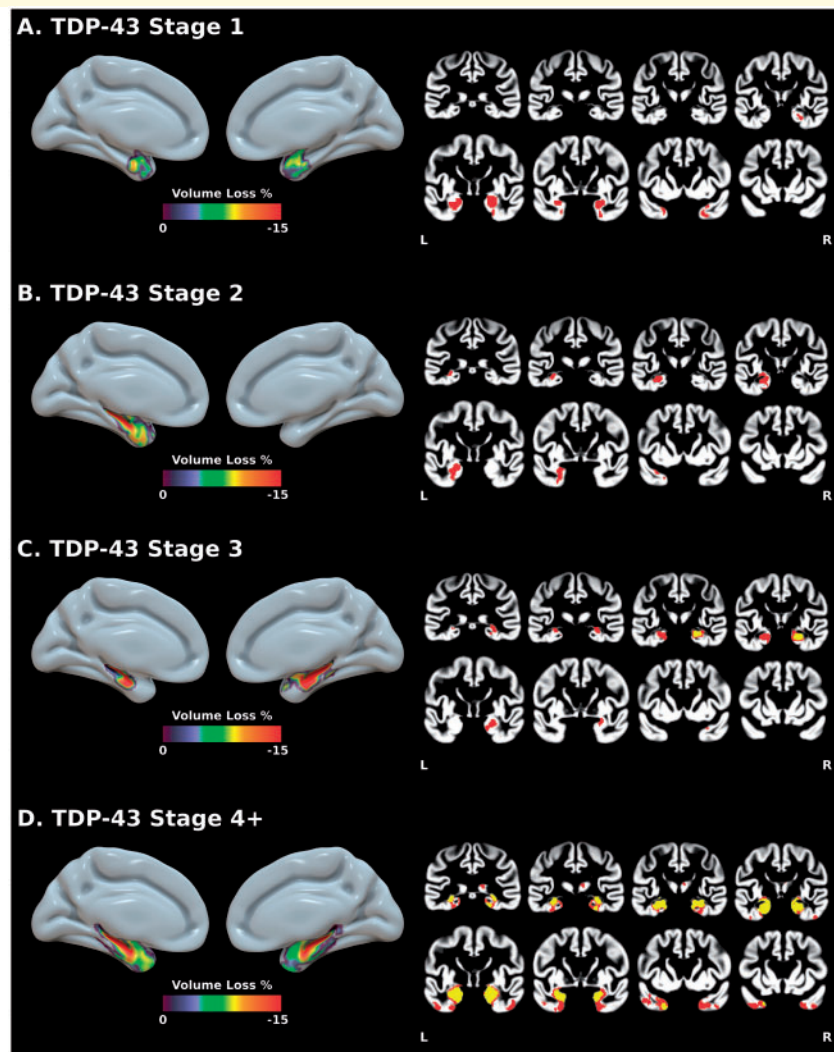 A. TDP-43 Stage 1
Volume Loss %
0 -15
L R
B. TDP-43 Stage 2
Volume Loss %
0 -15
L R
C. TDP-43 Stage 3
Volume Loss %
0 -15
L R
D. TDP-43 Stage 4+
Volume Loss %
0 -15
L R